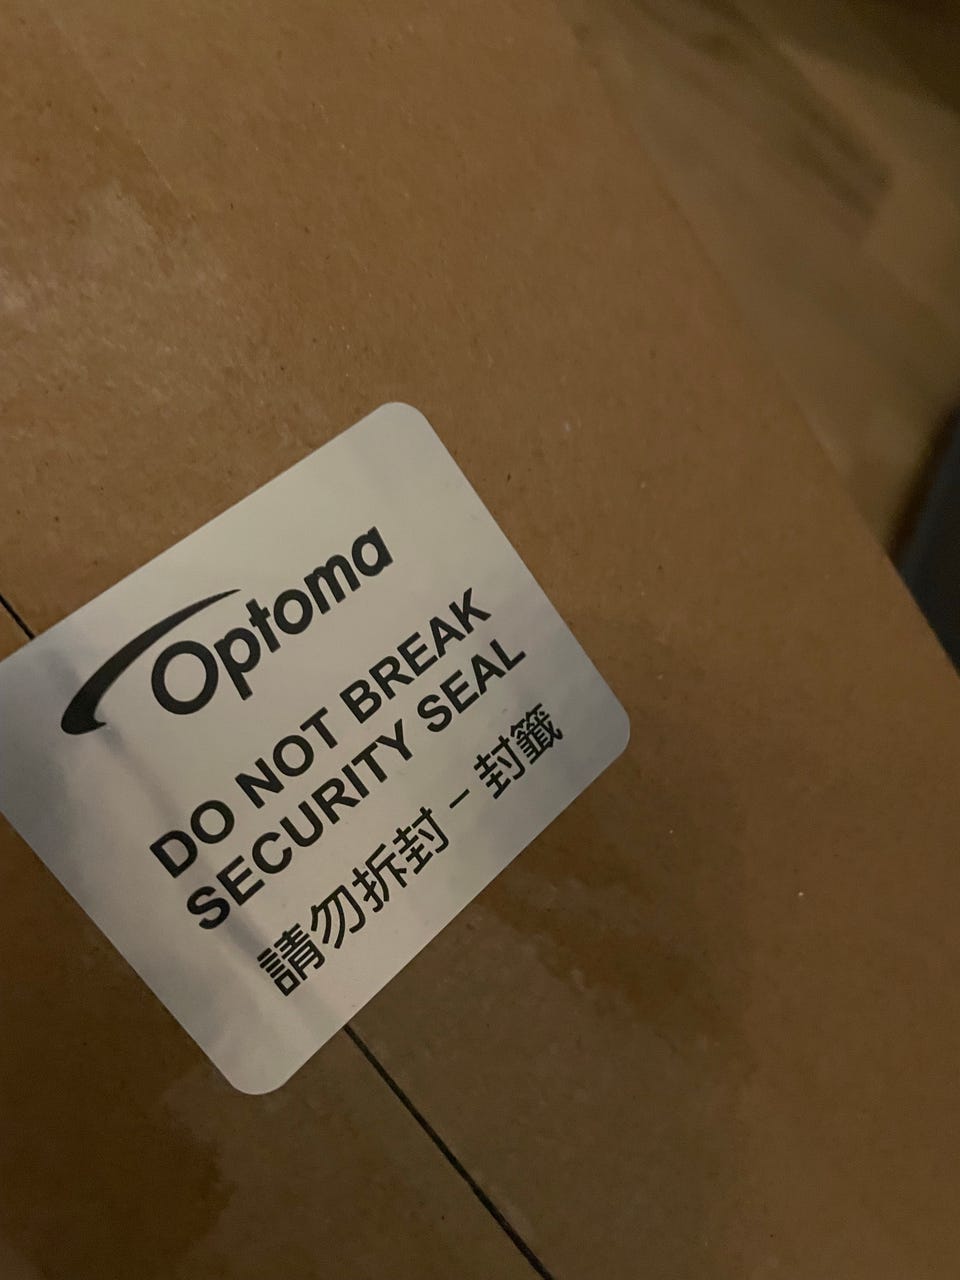 Optoma
DO NOT BREAK
SECURITY SEAL
請勿拆封 - 封籤